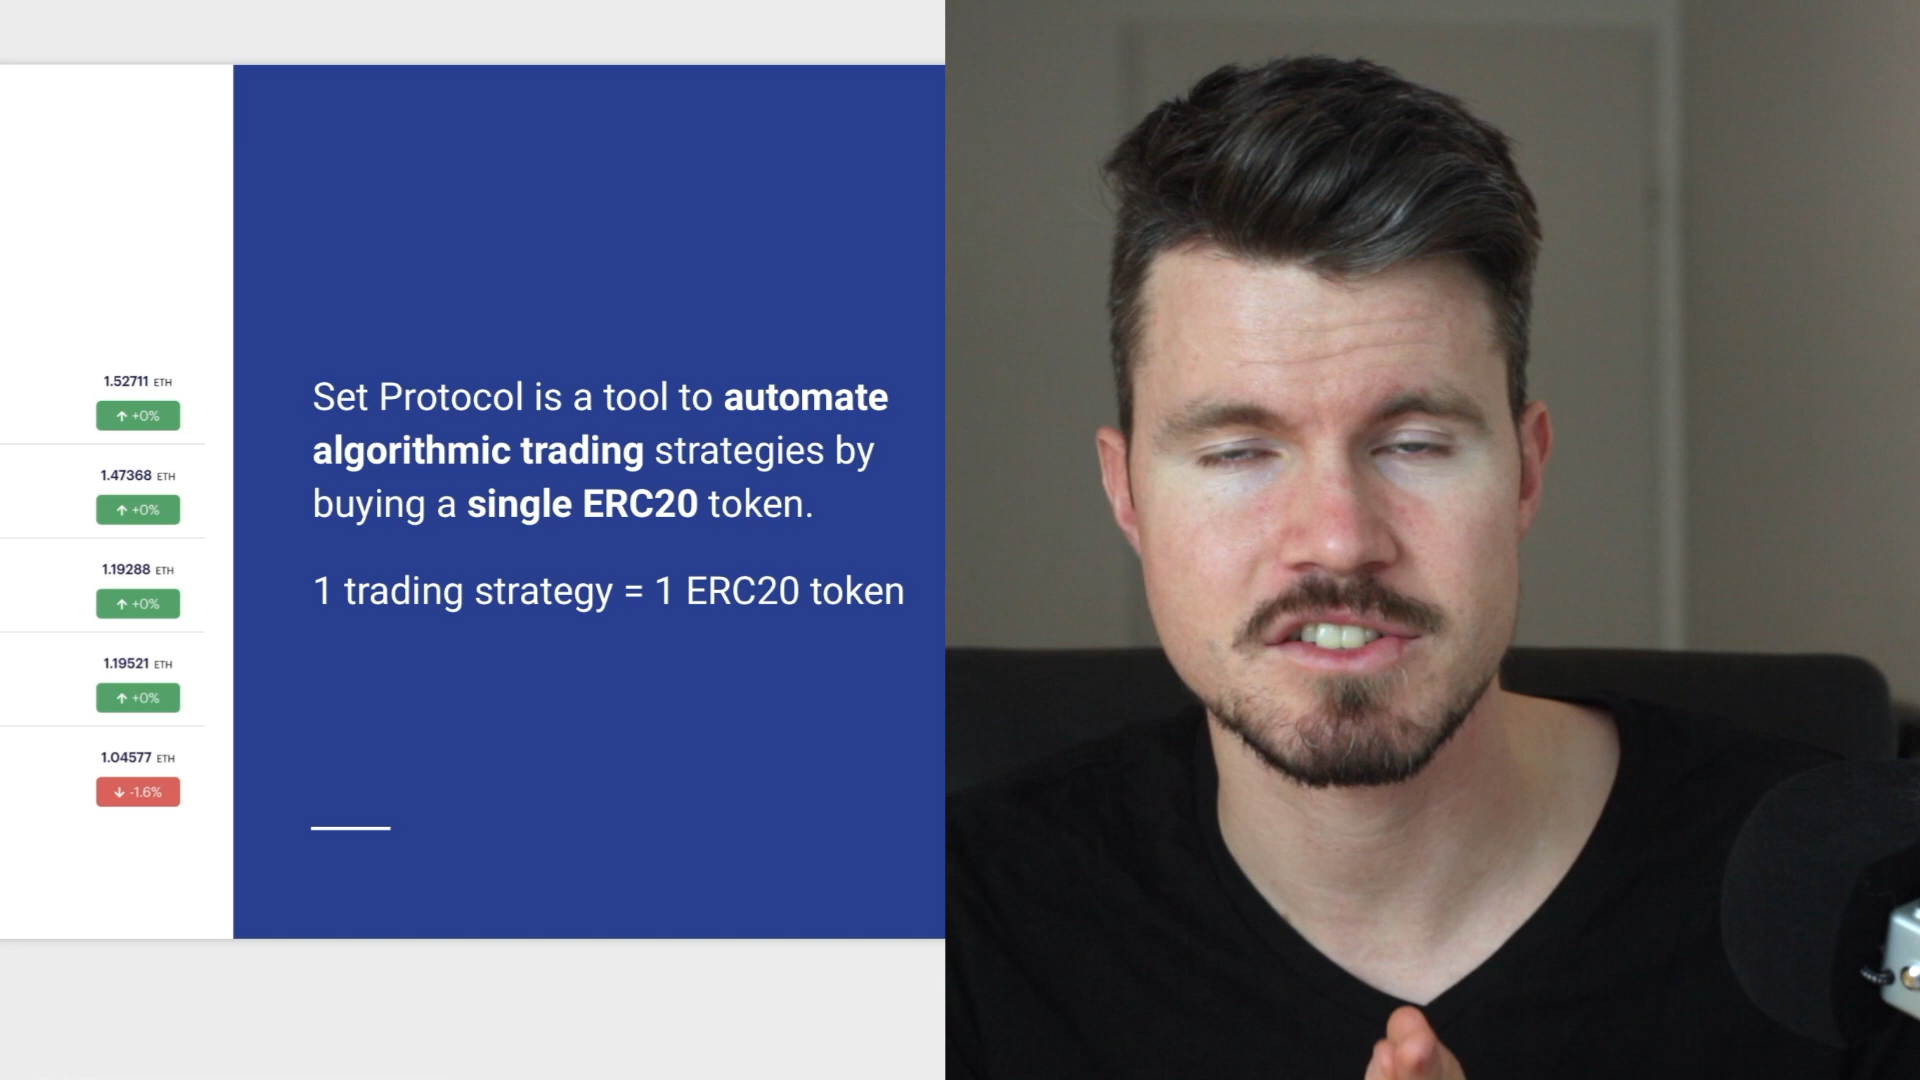 1.52711 ETH
↑ +0%
1.47368 ETH
↑ +0%
1.19288 ETH
↑ +0%
1.19521 ETH
↑ +0%
1.04577 ETH
↓ -1.6%
Set Protocol is a tool to automate
algorithmic trading strategies by
buying a single ERC20 token.
1 trading strategy = 1 ERC20 token